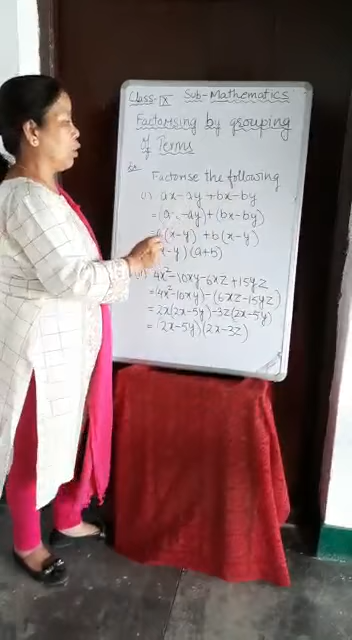 Class-IX Sub-Mathematics
Factorising by grouping
of Terms
Ex- Factorise the following
(i) ax-ay+bx-by
=(ax-ay)+(bx-by)
=a(x-y)+b(x-y)
x-y)(a+b)
(ii) 4x²-10xy-6xz+15yz
=(4x²-10xy)-(6xz-15yz)
=2x(2x-5y)-3z(2x-5y)
=(2x-5y)(2x-3z)